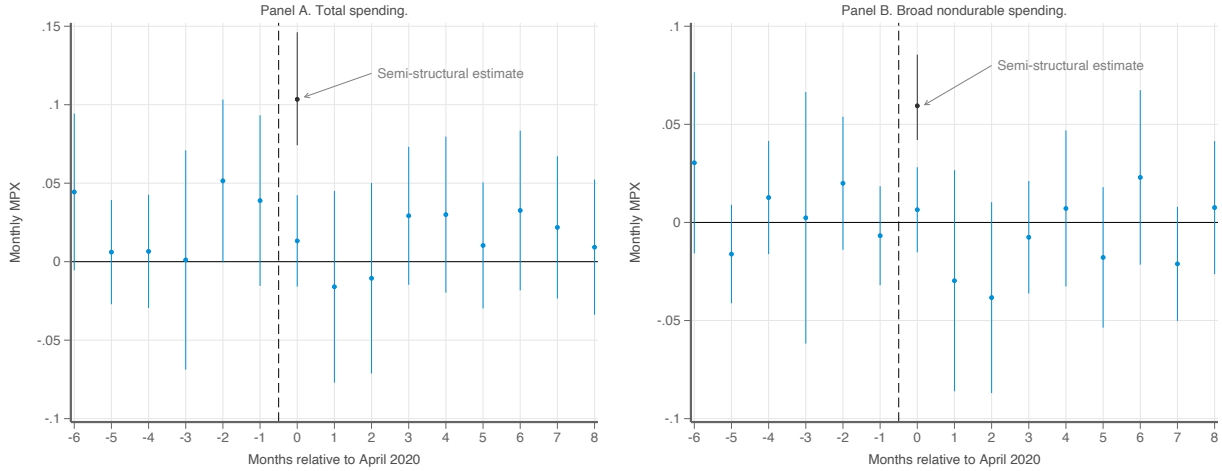 Panel A. Total spending.
.15
.1
.05
0
-.05
-.1
Monthly MPX
Semi-structural estimate
-6 -5 -4 -3 -2 -1 0 1 2 3 4 5 6 7 8
Months relative to April 2020
Panel B. Broad nondurable spending.
.1
.05
0
-.05
-.1
Monthly MPX
Semi-structural estimate
-6 -5 -4 -3 -2 -1 0 1 2 3 4 5 6 7 8
Months relative to April 2020